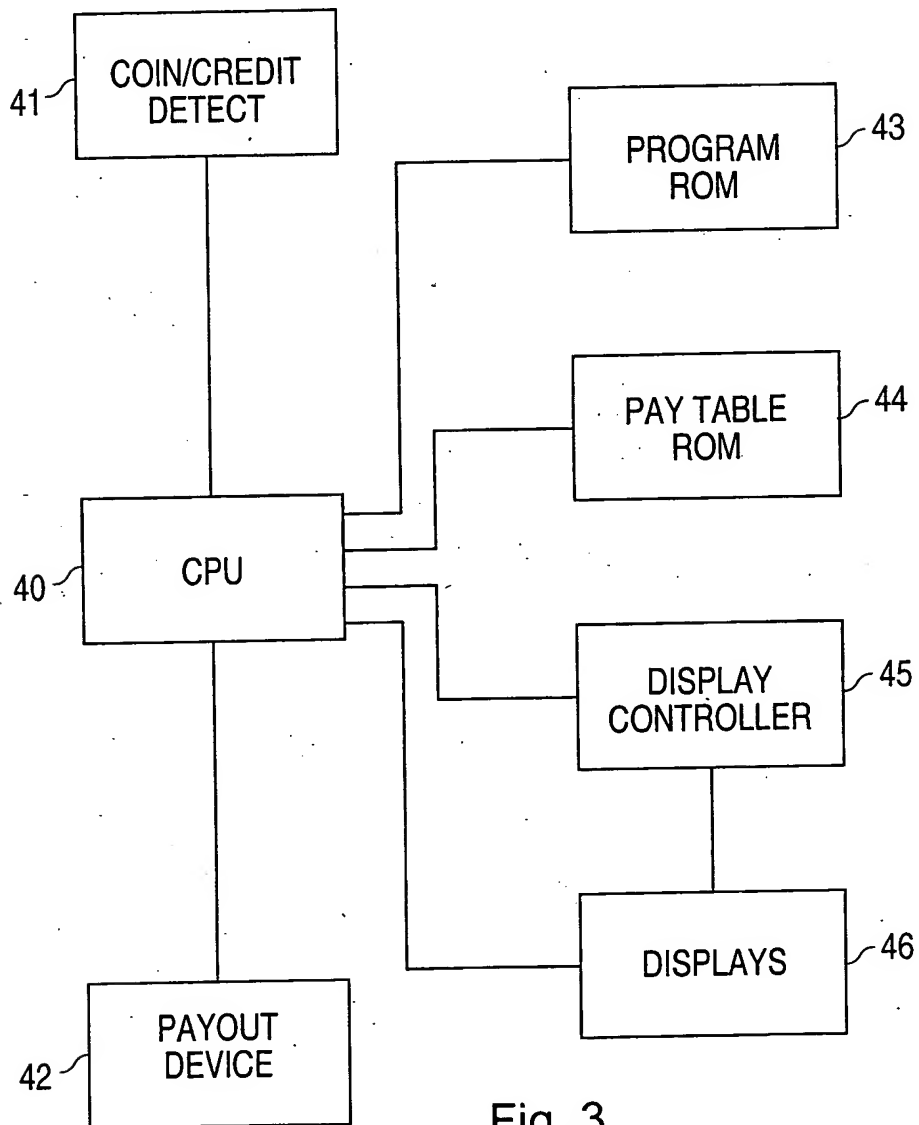 COIN/CREDIT
DETECT
41
PROGRAM
ROM
43
PAY TABLE
ROM
44
CPU
40
DISPLAY
CONTROLLER
45
DISPLAYS
46
PAYOUT
DEVICE
42
Fig. 3